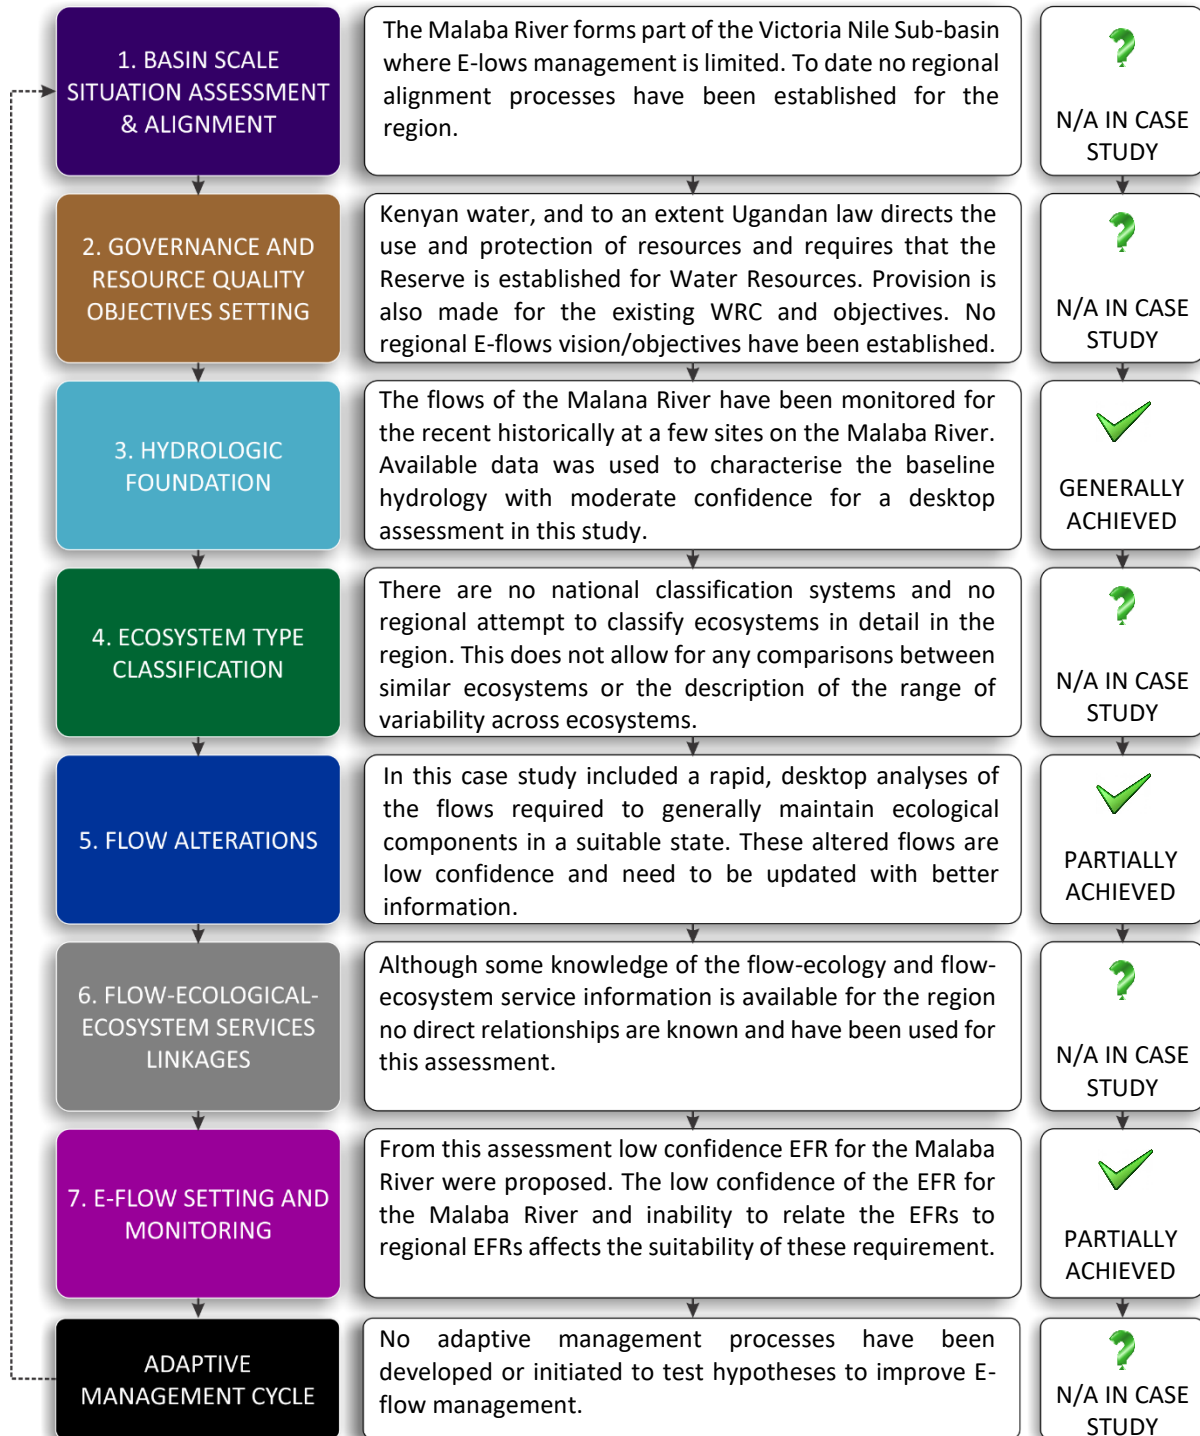 1. BASIN SCALE
SITUATION ASSESSMENT
& ALIGNMENT
The Malaba River forms part of the Victoria Nile Sub-basin
where E-lows management is limited. To date no regional
alignment processes have been established for the
region.
N/A IN CASE
STUDY
2. GOVERNANCE AND
RESOURCE QUALITY
OBJECTIVES SETTING
Kenyan water, and to an extent Ugandan law directs the
use and protection of resources and requires that the
Reserve is established for Water Resources. Provision is
also made for the existing WRC and objectives. No
regional E-flows vision/objectives have been established.
N/A IN CASE
STUDY
3. HYDROLOGIC
FOUNDATION
The flows of the Malana River have been monitored for
the recent historically at a few sites on the Malaba River.
Available data was used to characterise the baseline
hydrology with moderate confidence for a desktop
assessment in this study.
GENERALLY
ACHIEVED
4. ECOSYSTEM TYPE
CLASSIFICATION
There are no national classification systems and no
regional attempt to classify ecosystems in detail in the
region. This does not allow for any comparisons between
similar ecosystems or the description of the range of
variability across ecosystems.
N/A IN CASE
STUDY
5. FLOW ALTERATIONS
In this case study included a rapid, desktop analyses of
the flows required to generally maintain ecological
components in a suitable state. These altered flows are
low confidence and need to be updated with better
information.
PARTIALLY
ACHIEVED
6. FLOW-ECOLOGICAL-
ECOSYSTEM SERVICES
LINKAGES
Although some knowledge of the flow-ecology and flow-
ecosystem service information is available for the region
no direct relationships are known and have been used for
this assessment.
N/A IN CASE
STUDY
7. E-FLOW SETTING AND
MONITORING
From this assessment low confidence EFR for the Malaba
River were proposed. The low confidence of the EFR for
the Malaba River and inability to relate the EFRs to
regional EFRs affects the suitability of these requirement.
PARTIALLY
ACHIEVED
ADAPTIVE
MANAGEMENT CYCLE
No adaptive management processes have been
developed or initiated to test hypotheses to improve E-
flow management.
N/A IN CASE
STUDY